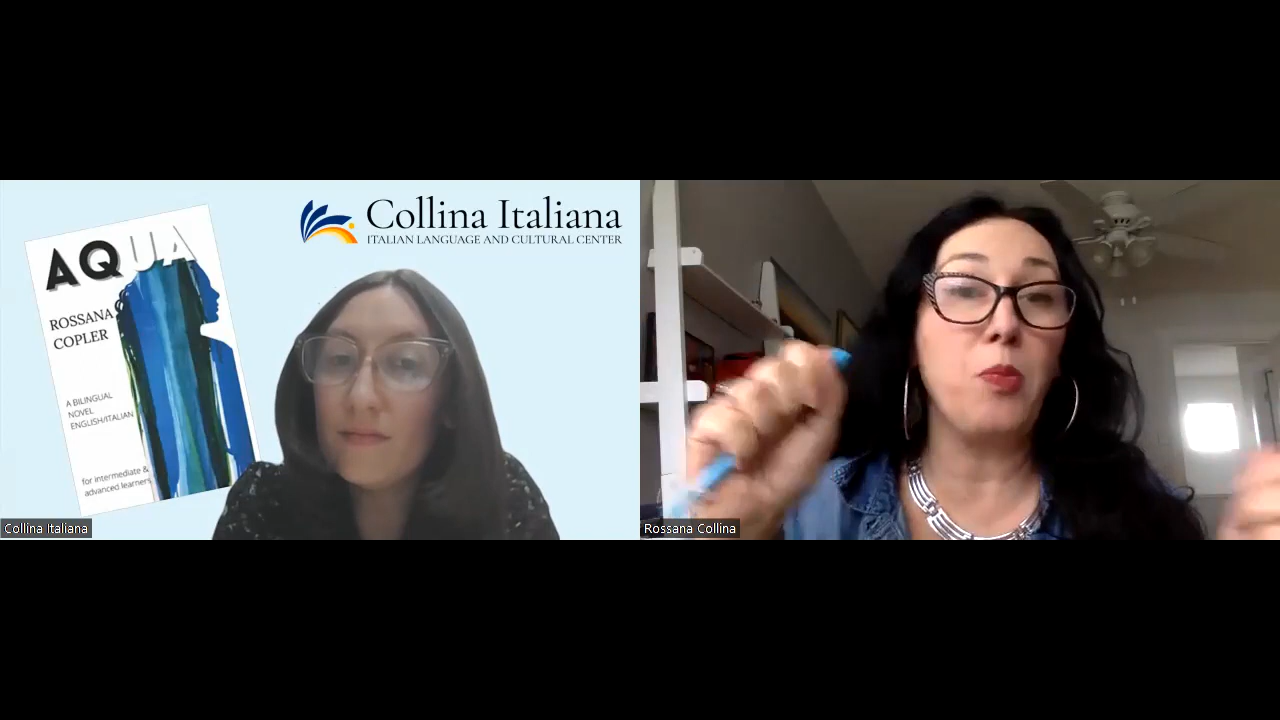 AQUA
ROSSANA
COPLER
A BILINGUAL
NOVEL
ENGLISH/ITALIAN
for intermediate &
advanced learners
Collina Italiana
ITALIAN LANGUAGE AND CULTURAL CENTER
Collina Italiana
Rossana Collina